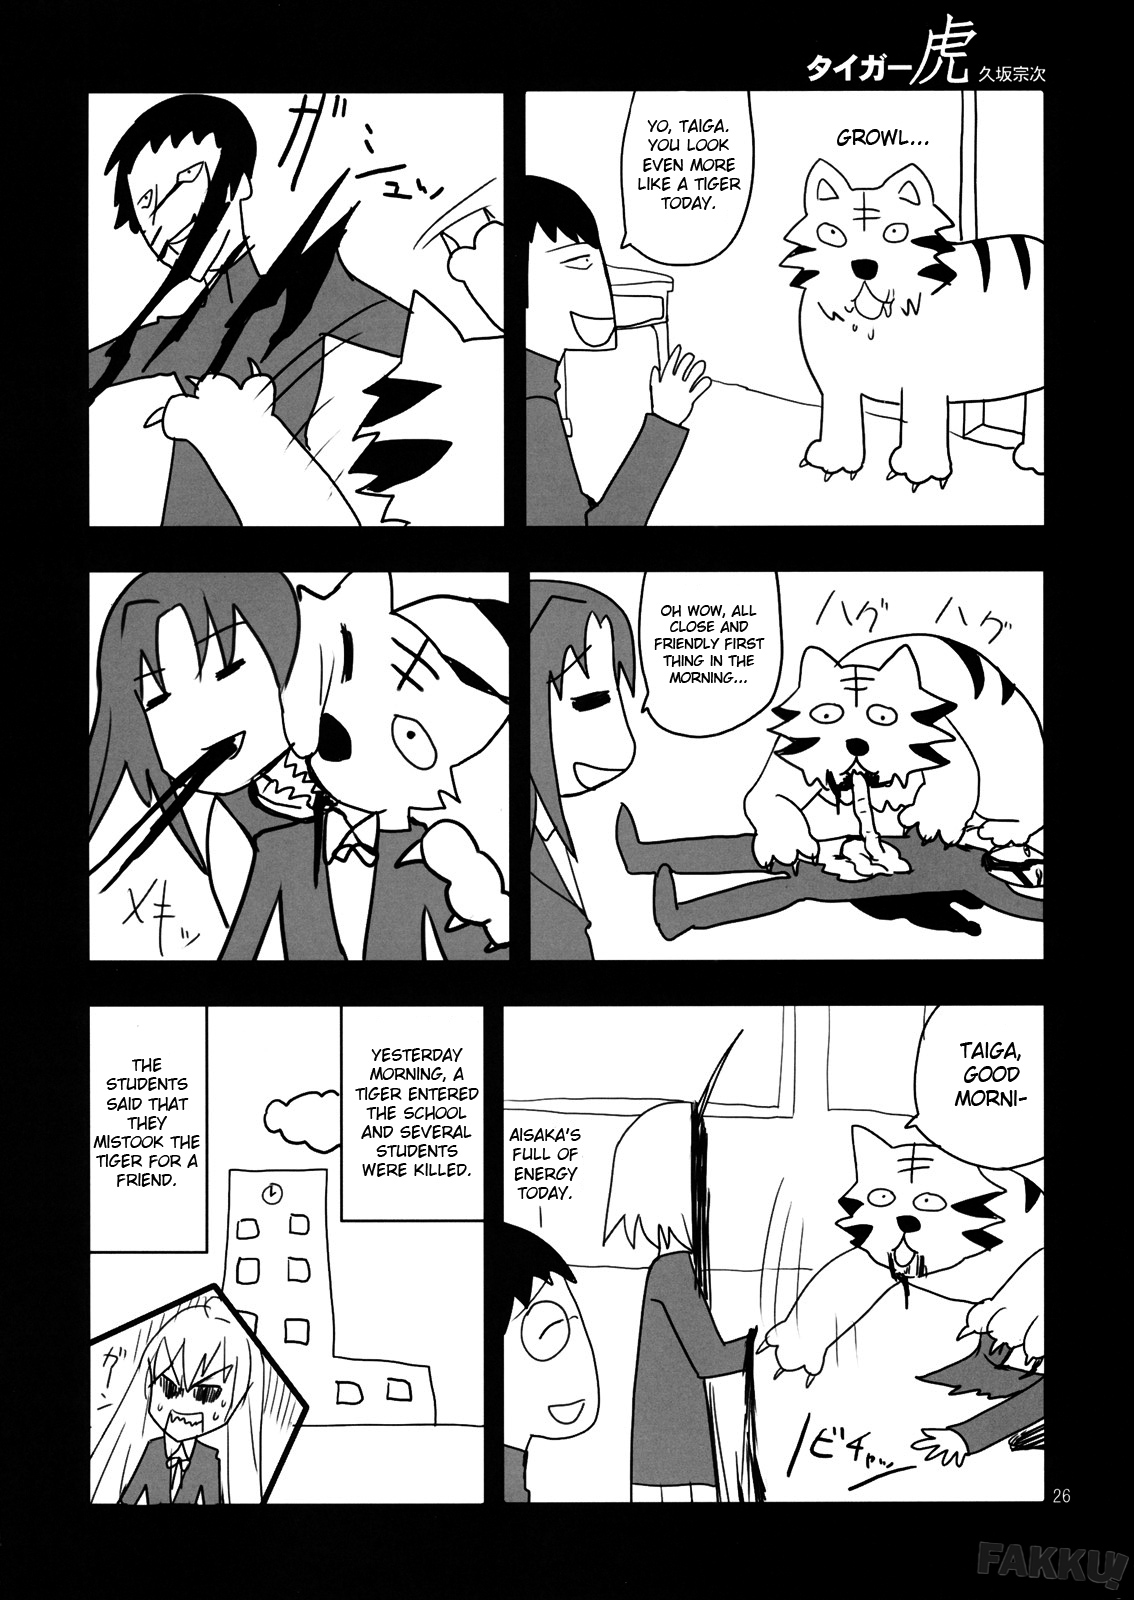 タイガー虎
久坂宗次
YO, TAIGA.
YOU LOOK
EVEN MORE
LIKE A TIGER
TODAY.
GROWL...
ガ
ミ
ュッ
OH WOW, ALL
CLOSE AND
FRIENDLY FIRST
THING IN THE
MORNING...
ハグ
ハグ
メキッ
TAIGA,
GOOD
MORNI-
AISAKA'S
FULL OF
ENERGY
TODAY.
ビチャッ
YESTERDAY
MORNING, A
TIGER ENTERED
THE SCHOOL
AND SEVERAL
STUDENTS
WERE KILLED.
THE
STUDENTS
SAID THAT
THEY
MISTOOK THE
TIGER FOR A
FRIEND.
ガーン
26
FAKKU!